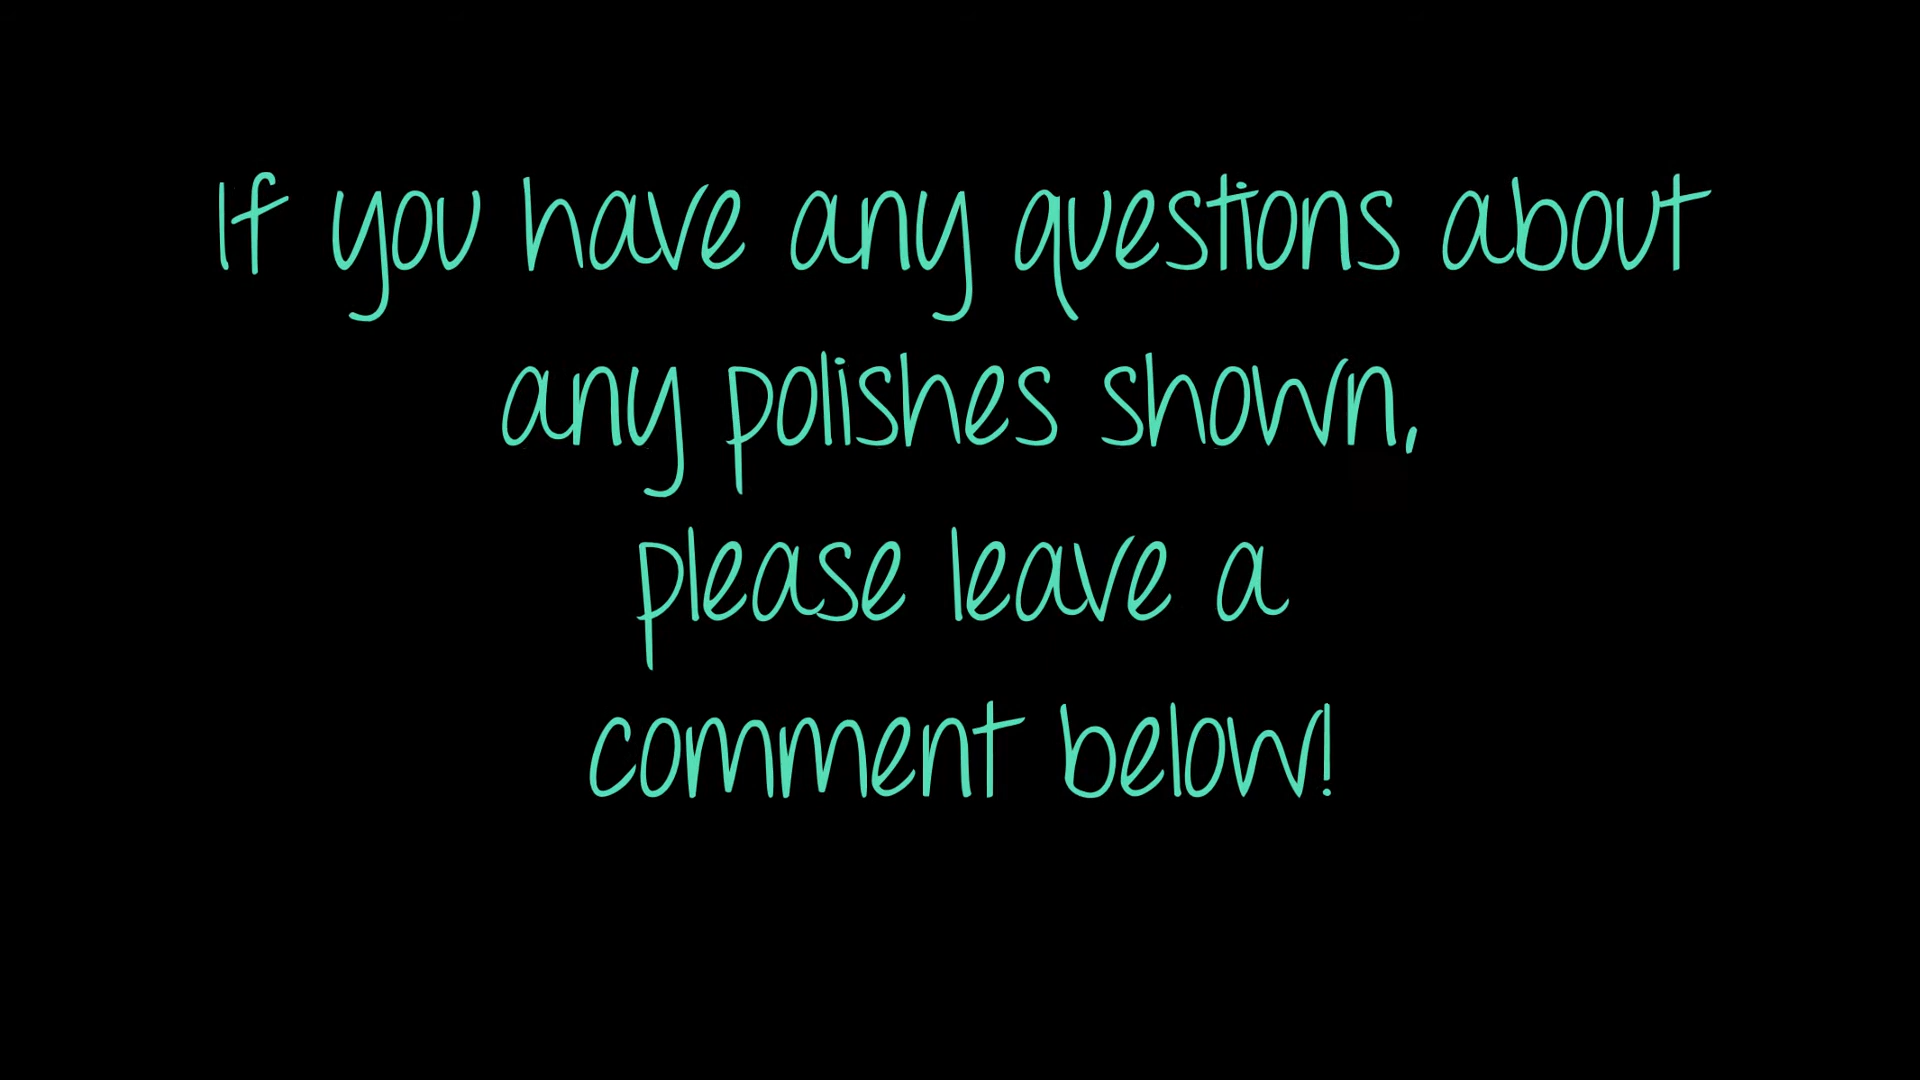 If you have any questions about
any polishes shown,
please leave a
comment below!